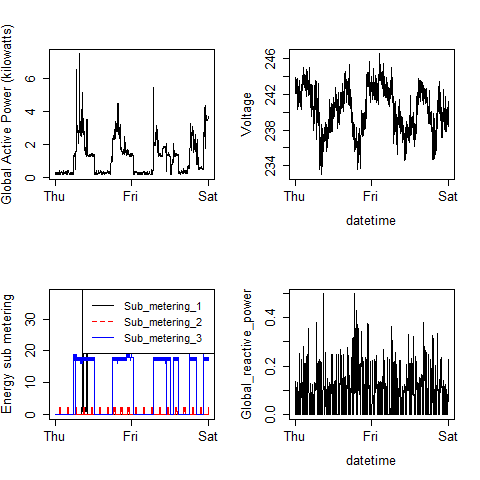 Global Active Power (kilowatts)
6
4
2
0
Thu
Fri
Sat
Voltage
246
242
238
234
Thu
Fri
Sat
datetime
Energy sub metering
30
20
10
0
Sub_metering_1
Sub_metering_2
Sub_metering_3
Thu
Fri
Sat
Global_reactive_power
0.4
0.2
0.0
Thu
Fri
Sat
datetime